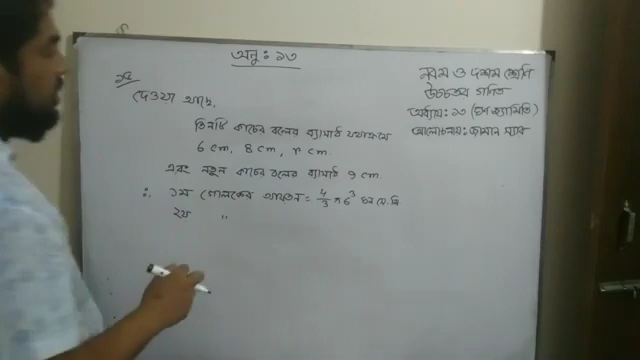 অনু: ১৩
নবম ও দশম শ্রেণি
উচ্চতর গণিত
অধ্যায়: ১৩ (ঘন জ্যামিতি)
আলোচনায়: জামান স্যার
দেওয়া আছে,
তিনটি কাচের বলের ব্যাসার্ধ যথাক্রমে
6 cm, 8 cm, r cm.
এবং নতুন কাচের বলের ব্যাসার্ধ 9 cm.
∴ ১ম গোলকের আয়তন = 4/3 π 6³ ঘন সে.মি
২য় "